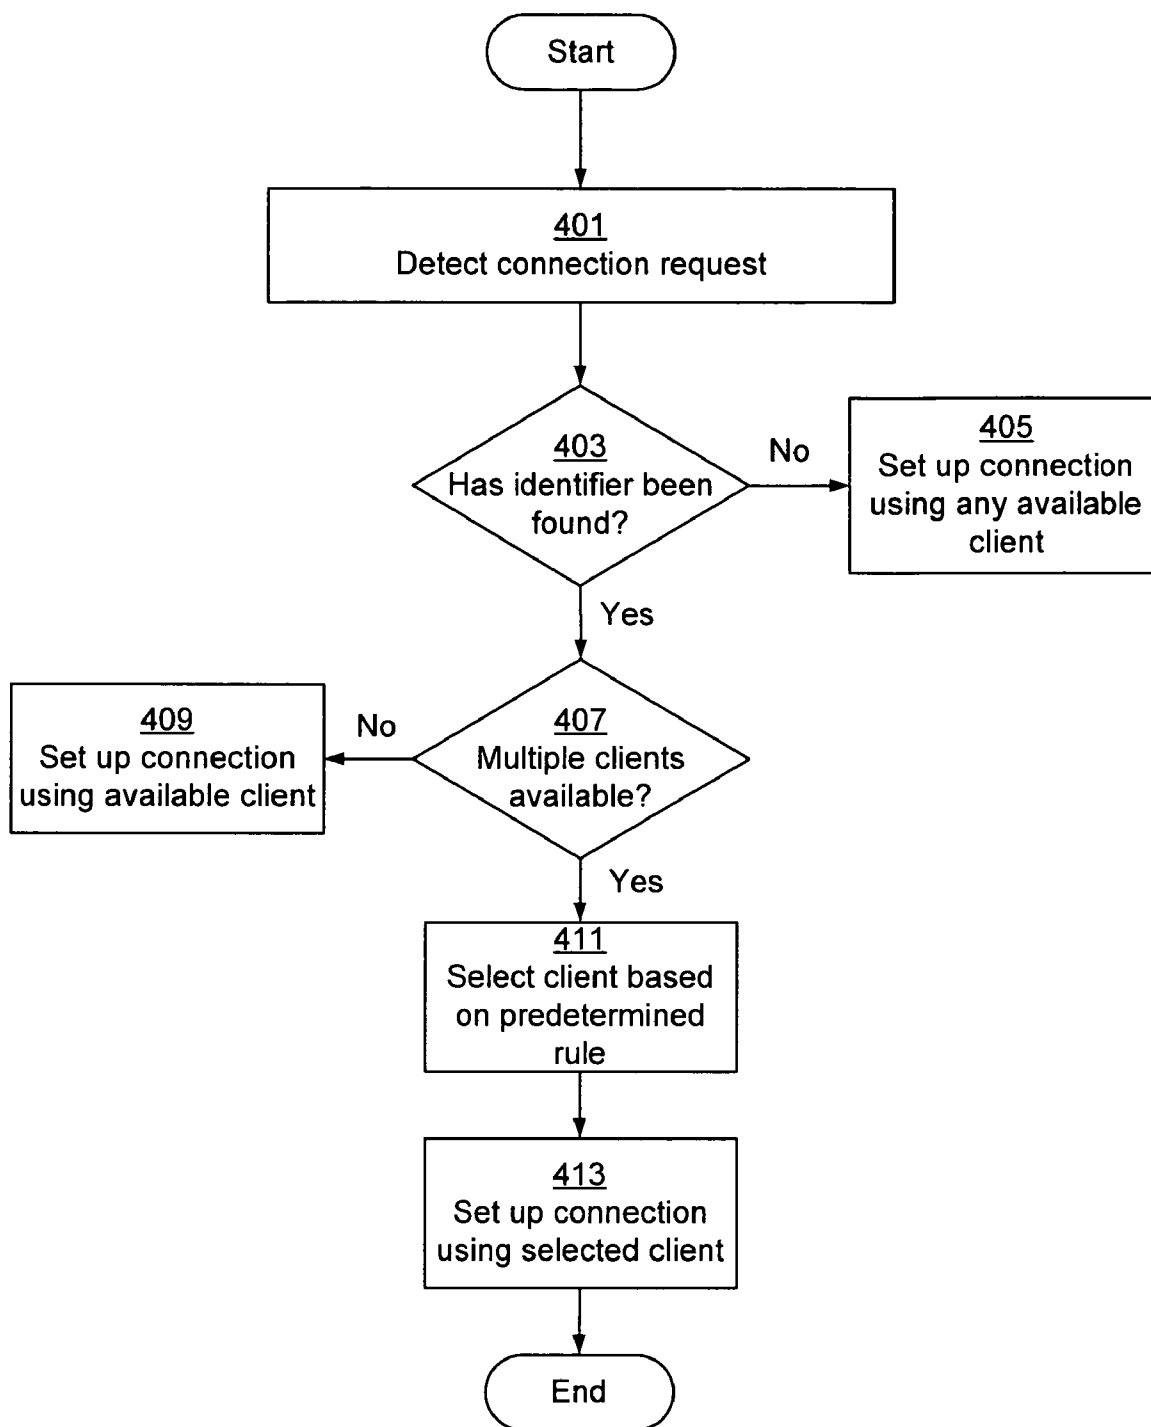 Start
401
Detect connection request
403
Has identifier been
found?
No
405
Set up connection
using any available
client
Yes
407
Multiple clients
available?
No
409
Set up connection
using available client
Yes
411
Select client based
on predetermined
rule
413
Set up connection
using selected client
End